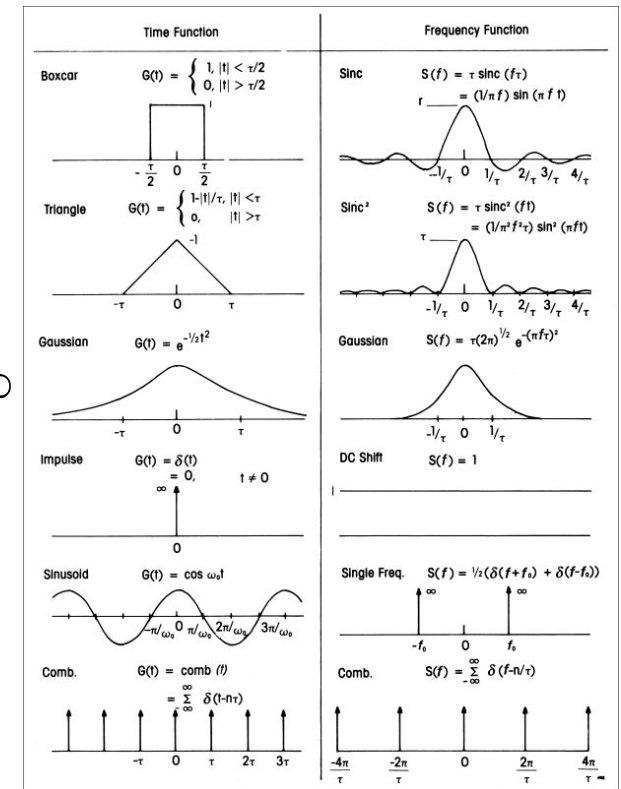 Time Function
Frequency Function
Boxcar
G(t) = { 1, |t| < τ/2
0, |t| > τ/2
1
-τ/2 0 τ/2
Sinc
S(f) = τ sinc (fτ)
= (1/πf) sin (π f t)
r
-1/τ 0 1/τ 2/τ 3/τ 4/τ
Triangle
G(t) = { 1-|t|/τ, |t| <τ
0, |t| >τ
-1
-τ 0 τ
Sinc²
S(f) = τ sinc² (ft)
= (1/π²f²τ) sin² (πft)
τ
-1/τ 0 1/τ 2/τ 3/τ 4/τ
Gaussian
G(t) = e^-1/2t²
-τ 0 τ
Gaussian
S(f) = τ(2π)^1/2 e^-(πfτ)²
-1/τ 0 1/τ
Impulse
G(t) = δ(t)
= 0, t ≠ 0
∞
0
DC Shift
S(f) = 1
1
Sinusoid
G(t) = cos ω₀t
-π/ω₀ 0 π/ω₀ 2π/ω₀ 3π/ω₀
Single Freq.
S(f) = 1/2(δ(f+f₀) + δ(f-f₀))
∞ ∞
-f₀ 0 f₀
Comb.
G(t) = comb (t)
= ∞ Σ -∞ δ(t-nτ)
-τ 0 τ 2τ 3τ
Comb.
S(f) = ∞ Σ -∞ δ(f-n/τ)
-4π/τ -2π/τ 0 2π/τ 4π/τ